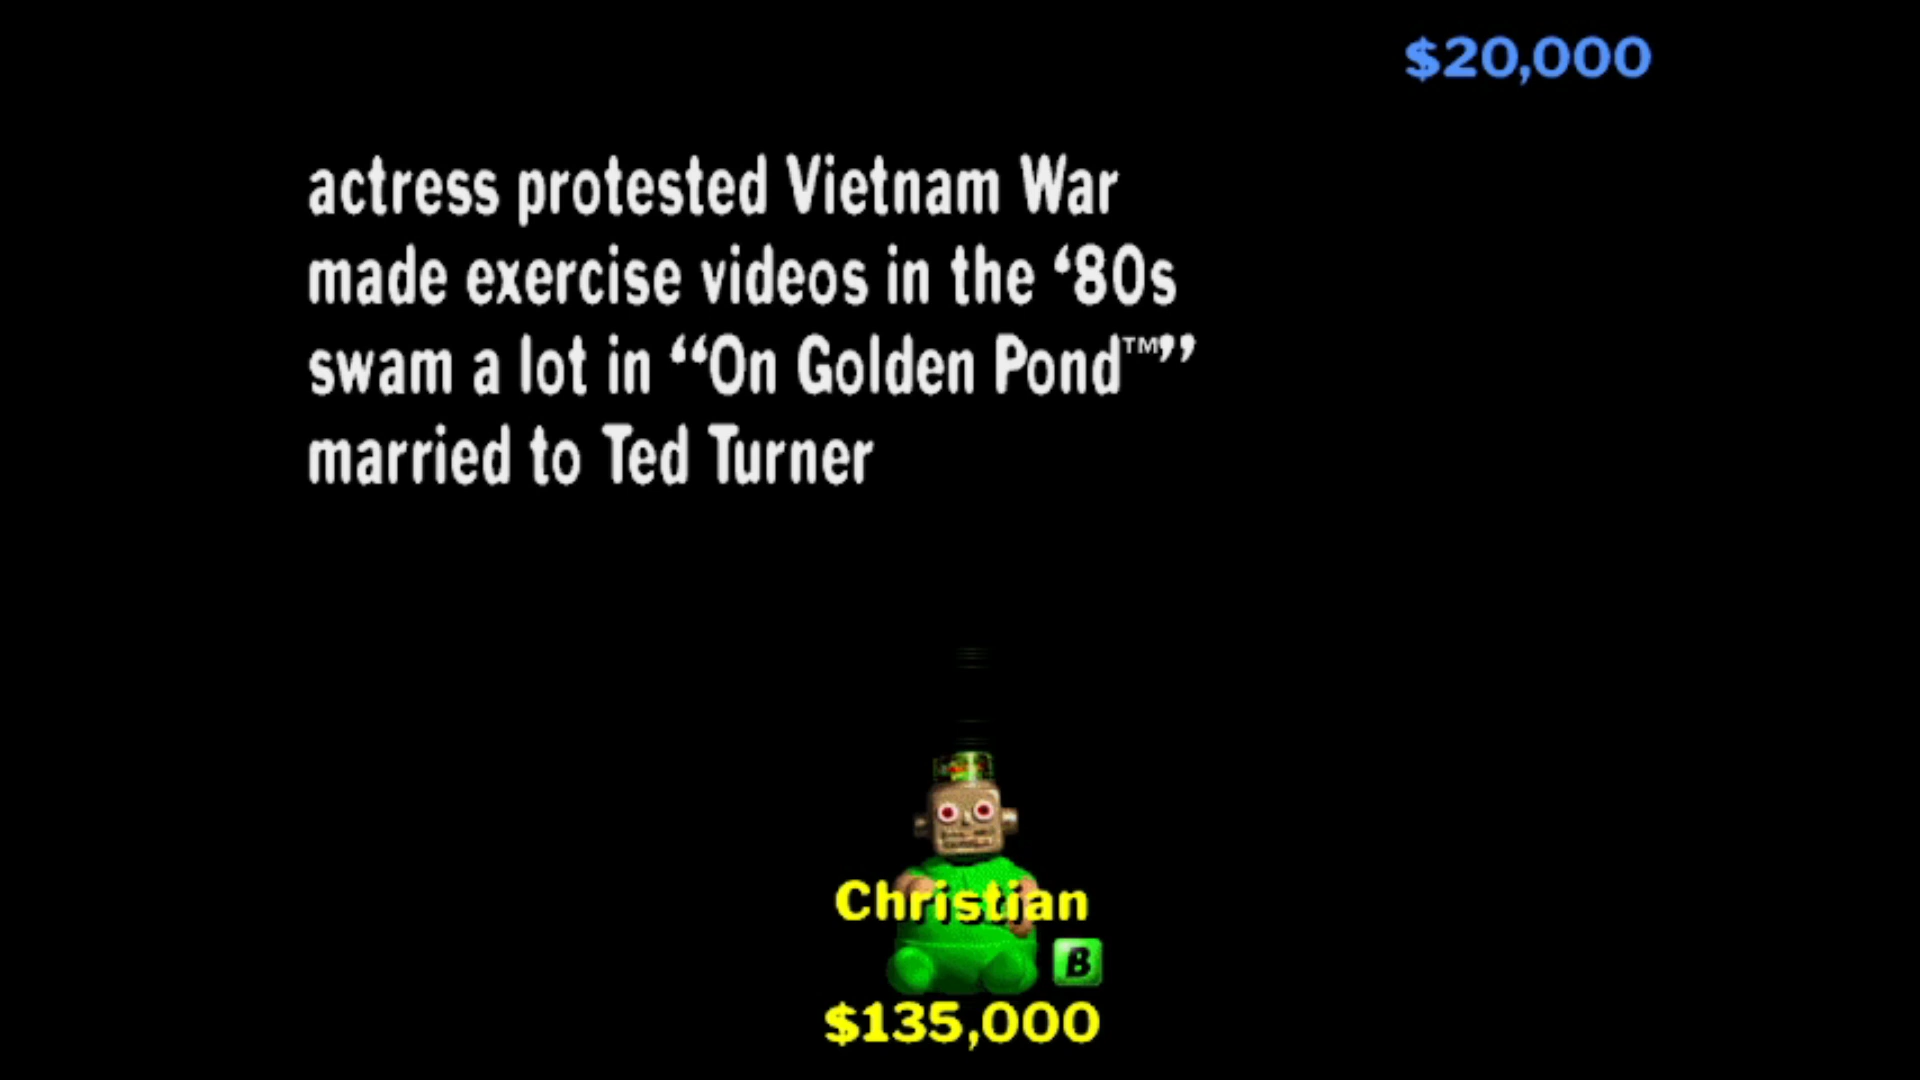 $20,000
actress protested Vietnam War
made exercise videos in the ‘80s
swam a lot in “On Golden Pond™”
married to Ted Turner
Christian
B
$135,000